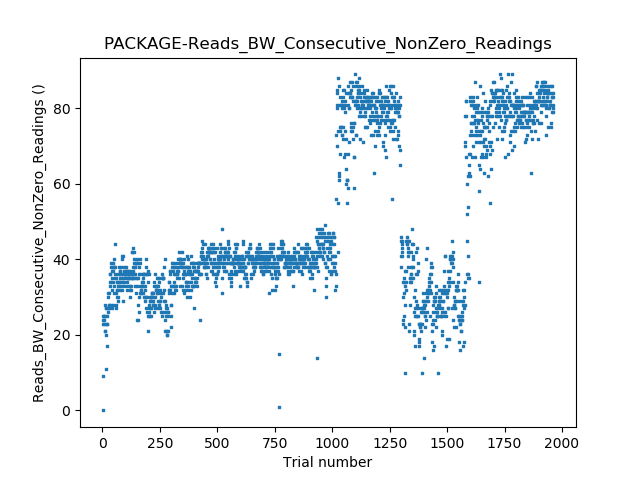 PACKAGE-Reads_BW_Consecutive_NonZero_Readings
Reads_BW_Consecutive_NonZero_Readings ()
80
60
40
20
0
0 250 500 750 1000 1250 1500 1750 2000
Trial number